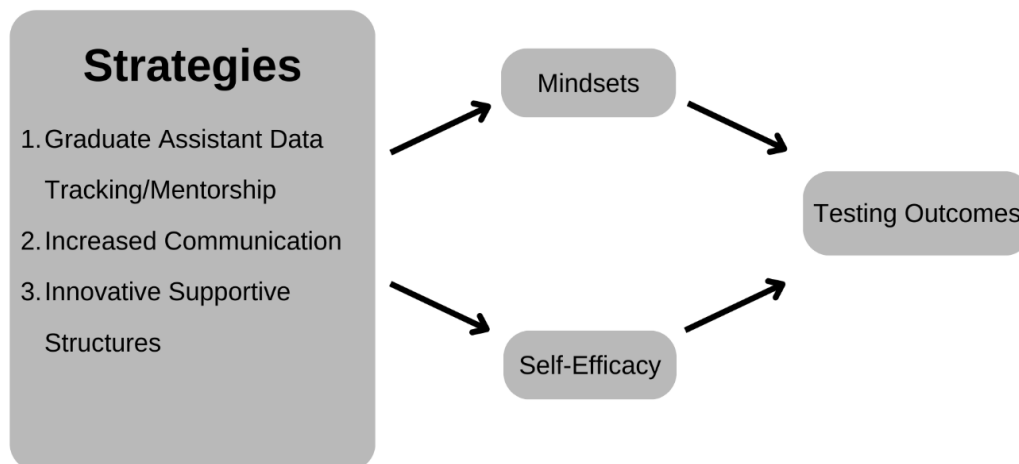 Strategies
1. Graduate Assistant Data
Tracking/Mentorship
2. Increased Communication
3. Innovative Supportive
Structures
Mindsets
Self-Efficacy
Testing Outcomes